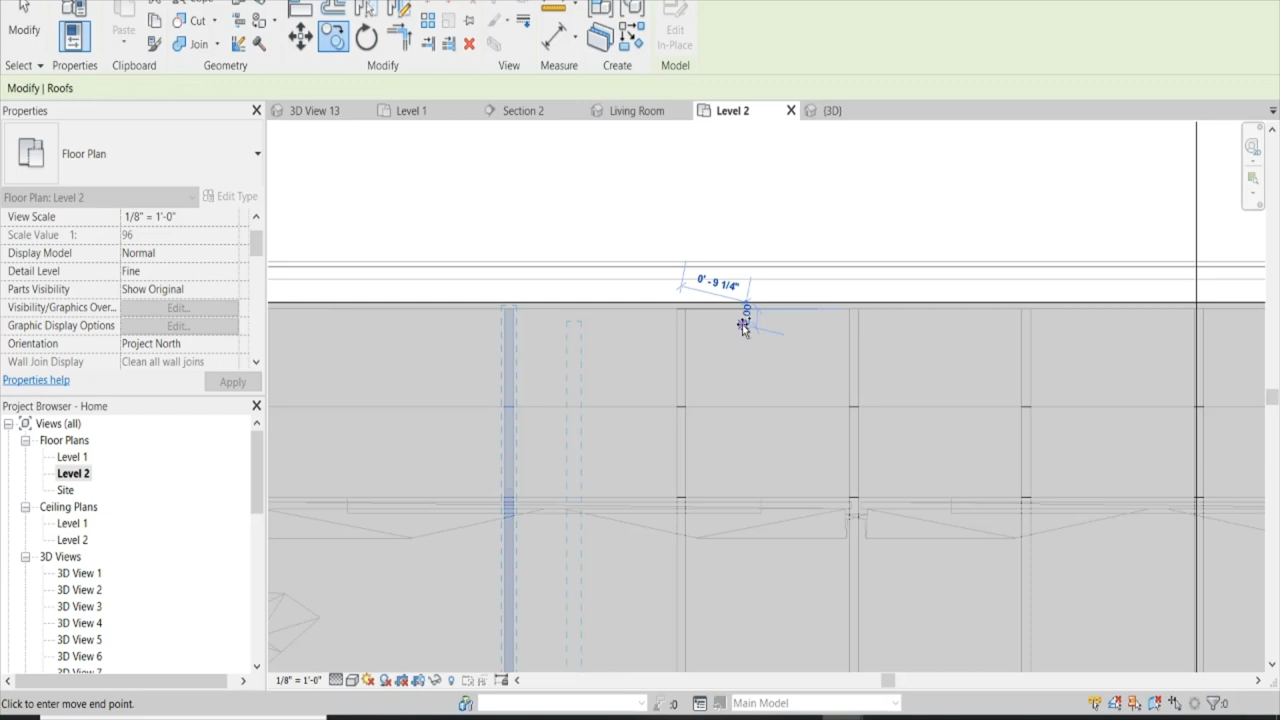 Modify
Paste
Cut
Join
Edit
In-Place
Select
Properties
Clipboard
Geometry
Modify
View
Measure
Create
Model
Modify | Roofs
Properties
3D View 13
Level 1
Section 2
Living Room
Level 2
{3D}
Floor Plan
Floor Plan: Level 2
Edit Type
View Scale 1/8" = 1'-0"
Scale Value 1: 96
Display Model Normal
Detail Level Fine
Parts Visibility Show Original
Visibility/Graphics Over... Edit...
Graphic Display Options Edit...
Orientation Project North
Wall Join Display Clean all wall joins
Properties help
Apply
0' - 9 1/4"
Project Browser - Home
Views (all)
Floor Plans
Level 1
Level 2
Site
Ceiling Plans
Level 1
Level 2
3D Views
3D View 1
3D View 2
3D View 3
3D View 4
3D View 5
3D View 6
3D View 7
1/8" = 1'-0"
Click to enter move end point.
:0
Main Model
:0